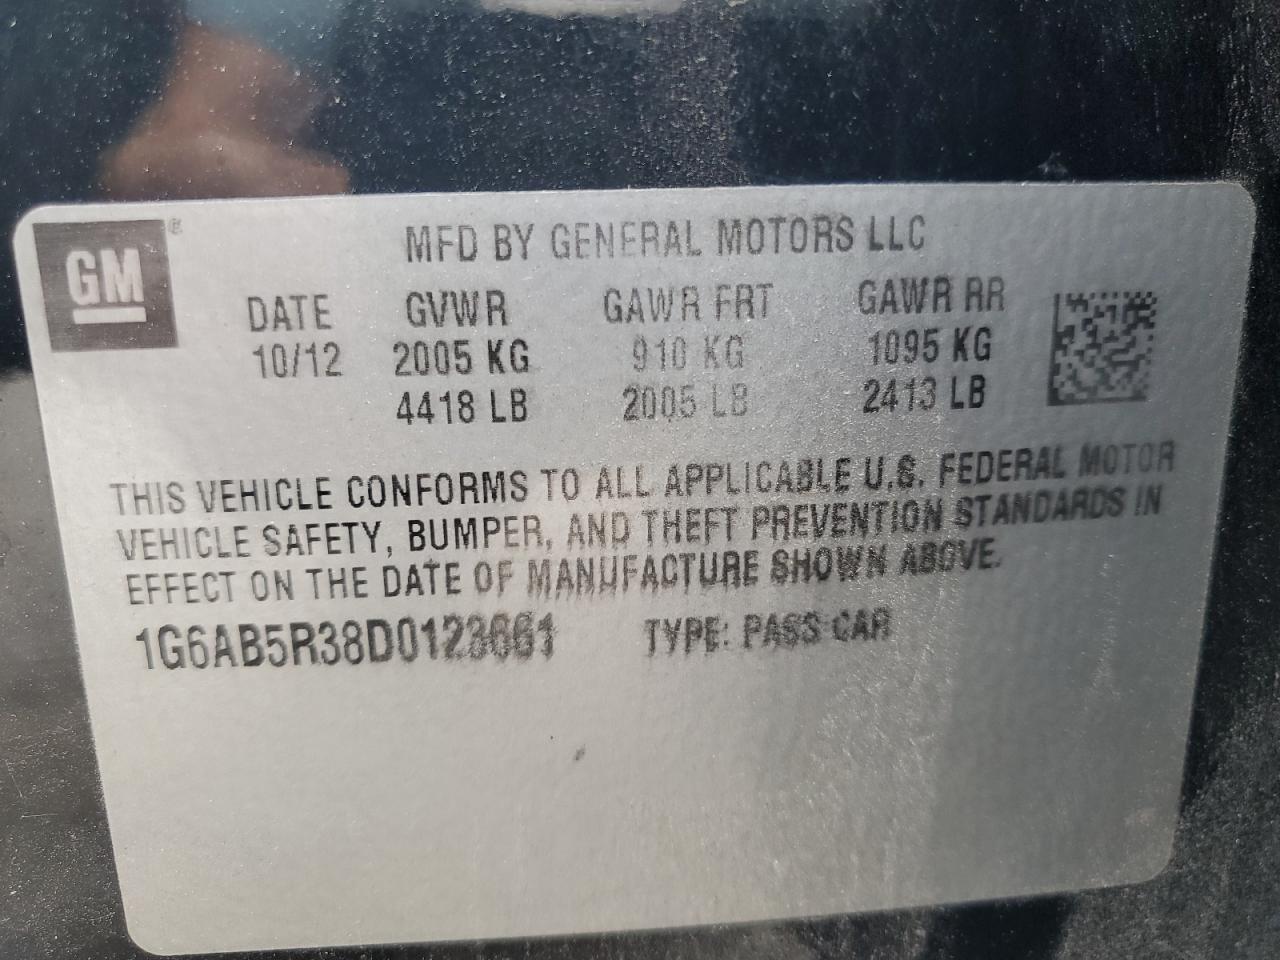 GM
MFD BY GENERAL MOTORS LLC
DATE GVWR GAWR FRT GAWR RR
10/12 2005 KG 910 KG 1095 KG
4418 LB 2005 LB 2413 LB
THIS VEHICLE CONFORMS TO ALL APPLICABLE U.S. FEDERAL MOTOR
VEHICLE SAFETY, BUMPER, AND THEFT PREVENTION STANDARDS IN
EFFECT ON THE DATE OF MANUFACTURE SHOWN ABOVE.
1G6AB5R38D0123661 TYPE: PASS CAR